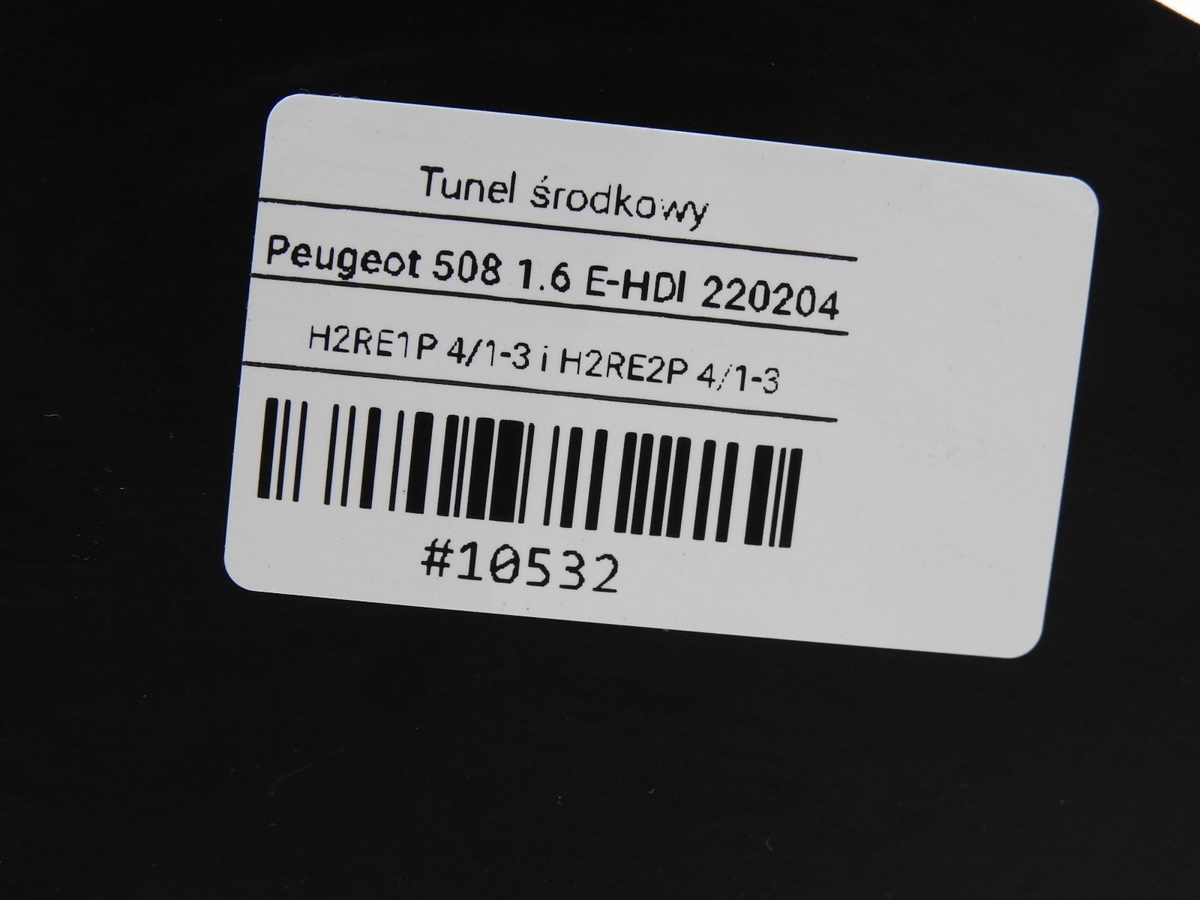 Tunel środkowy
Peugeot 508 1.6 E-HDI 220204
H2RE1P 4/1-3 i H2RE2P 4/1-3
#10532